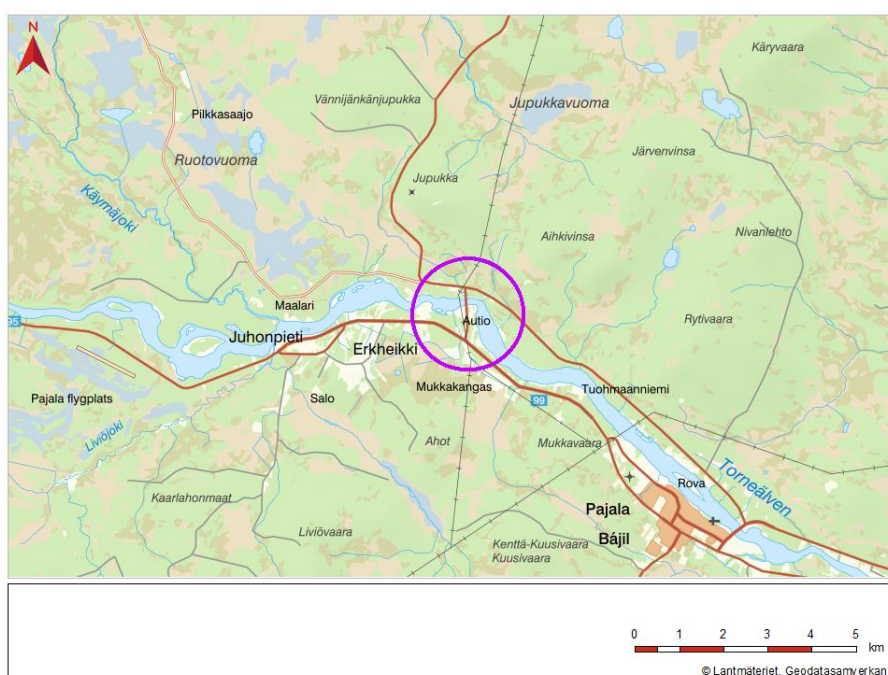 N
Käryvaara
Vännijänkänjupukka
Jupukkavuoma
Pilkkasaajo
Ruotovuoma
Järvenvinsa
Jupukka
Käymäjoki
Nivanlehto
Aihkivinsa
Maalari
Autio
Rytivaara
95
Juhonpieti
Erkheikki
Mukkakangas
Tuohmaanniemi
Pajala flygplats
Salo
99
Liviöjoki
Ahot
Mukkavaara
Torneälven
Rova
Kaarlahonmaat
Pajala
Liviövaara
Bájil
Kenttä-Kuusivaara
Kuusivaara
0 1 2 3 4 5
km
© Lantmäteriet, Geodatasamverkan